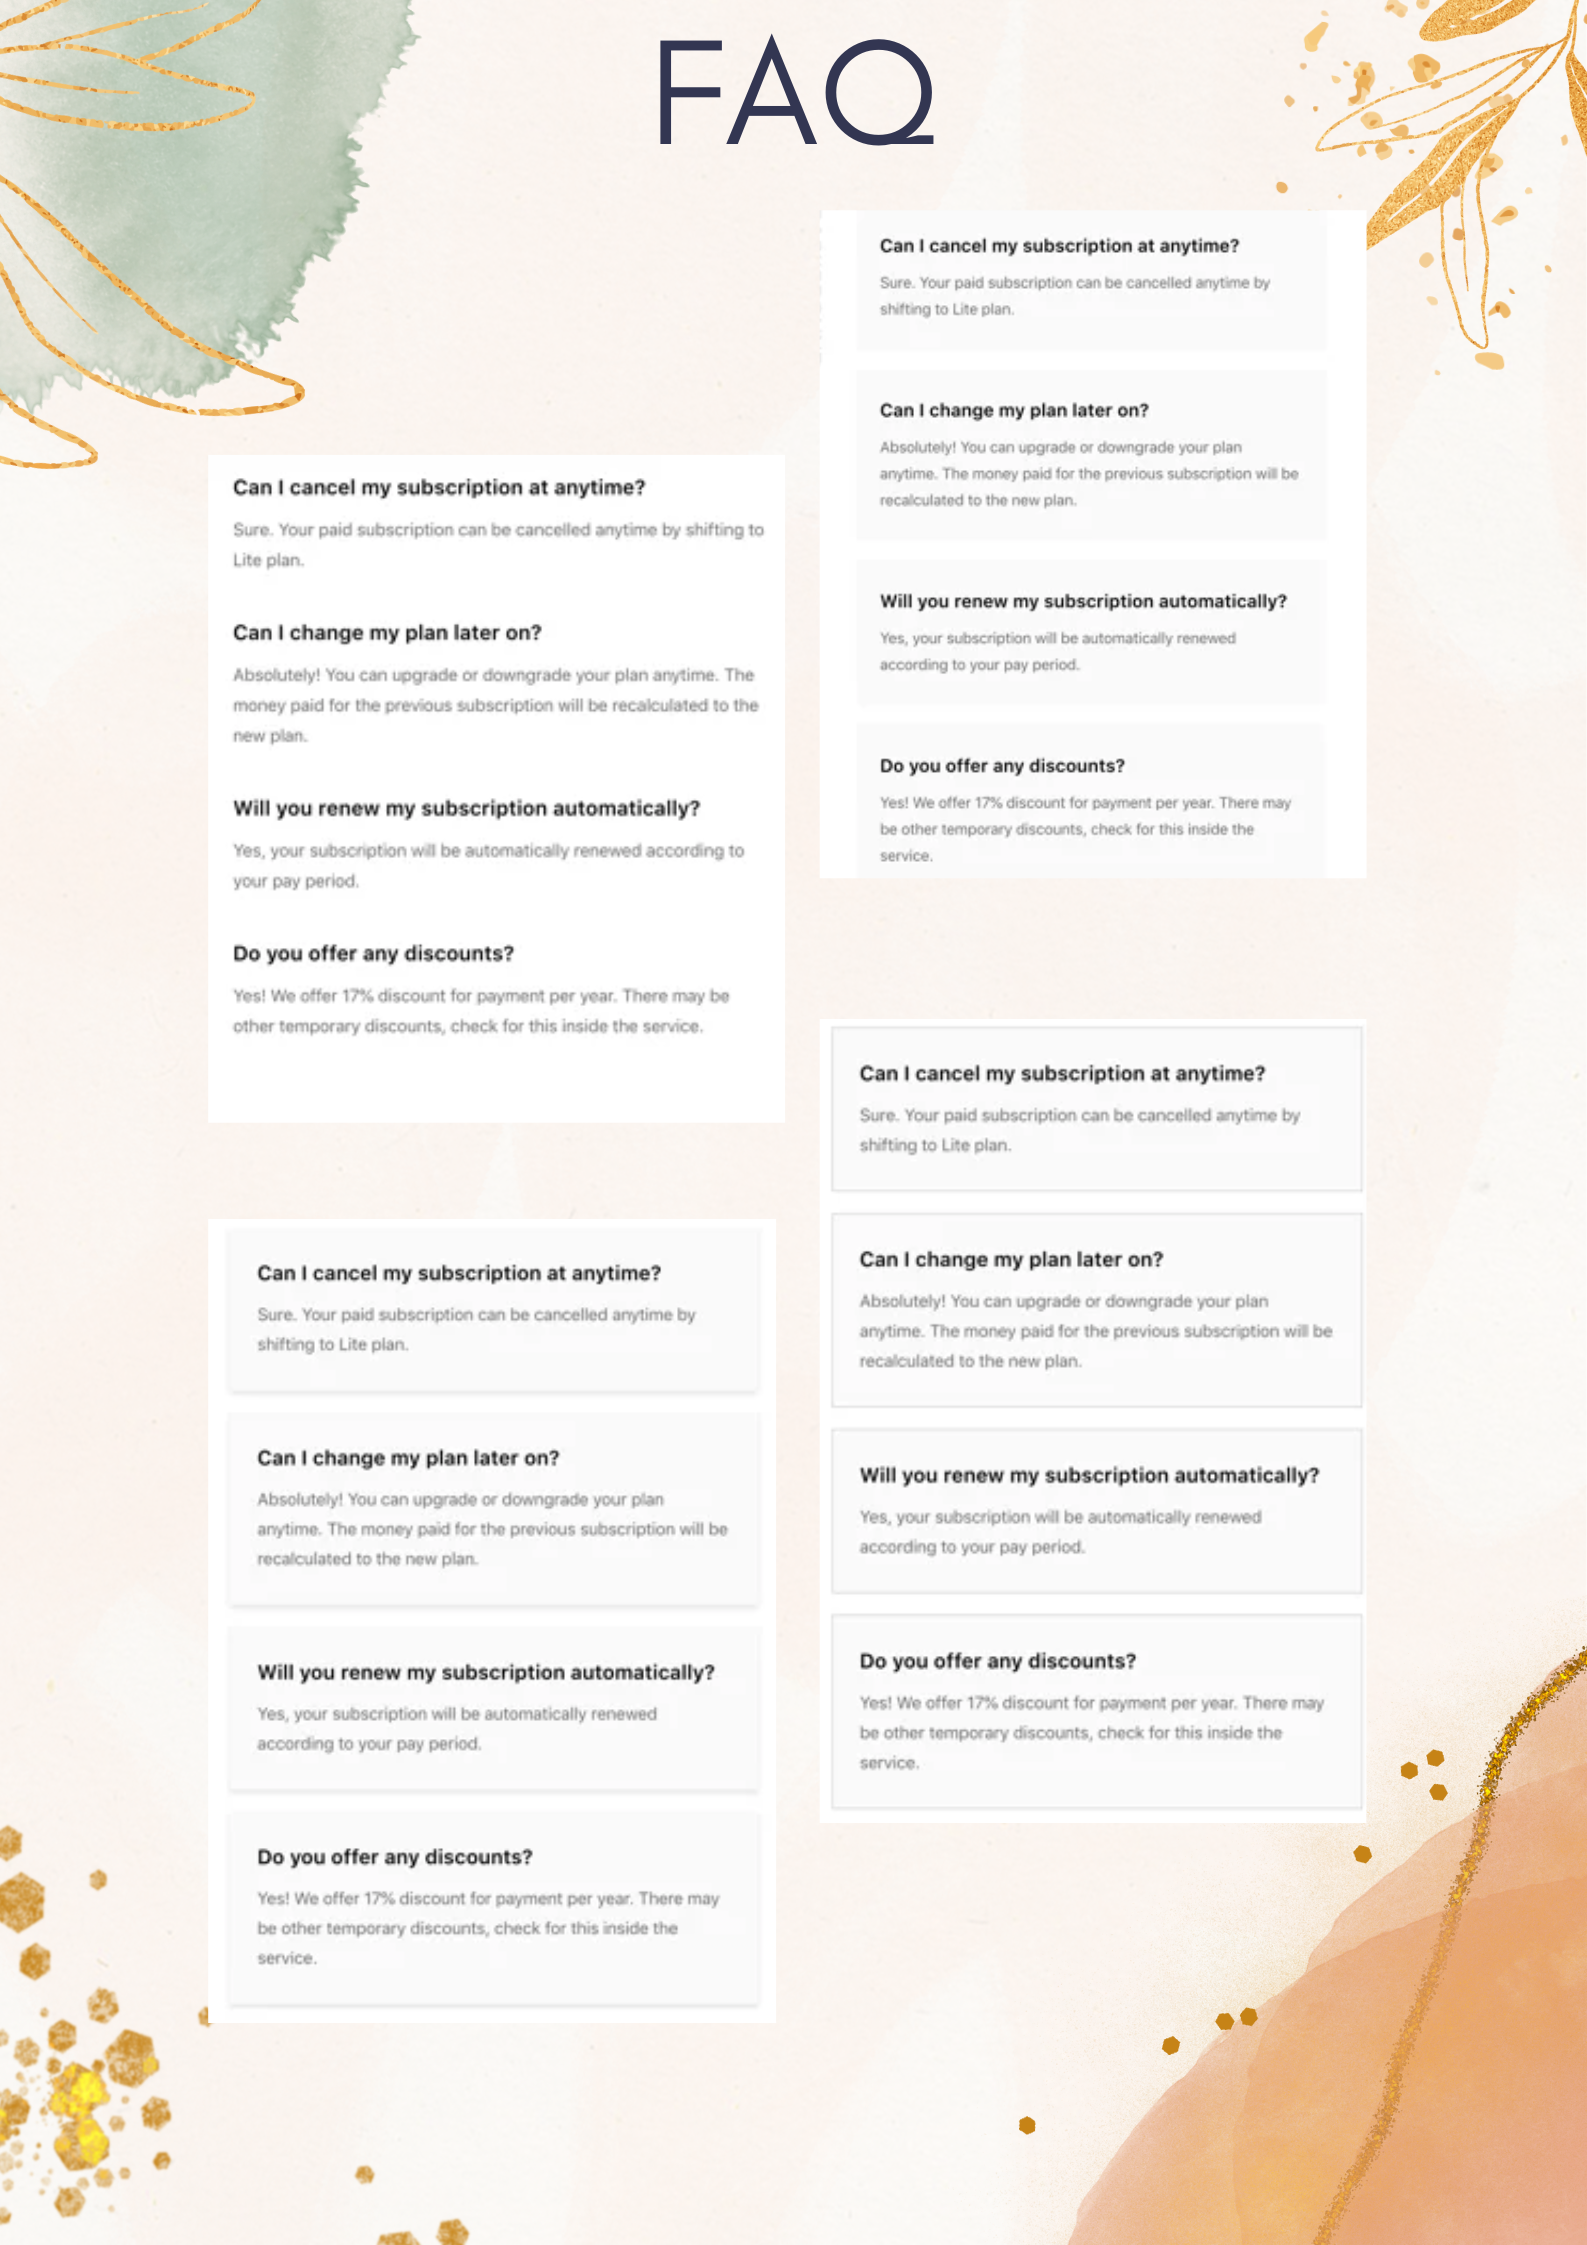 FAQ
Can I cancel my subscription at anytime?
Sure. Your paid subscription can be cancelled anytime by shifting to
Lite plan.
Can I change my plan later on?
Absolutely! You can upgrade or downgrade your plan anytime. The
money paid for the previous subscription will be recalculated to the
new plan.
Will you renew my subscription automatically?
Yes, your subscription will be automatically renewed according to
your pay period.
Do you offer any discounts?
Yes! We offer 17% discount for payment per year. There may be
other temporary discounts, check for this inside the service.
Can I cancel my subscription at anytime?
Sure. Your paid subscription can be cancelled anytime by
shifting to Lite plan.
Can I change my plan later on?
Absolutely! You can upgrade or downgrade your plan
anytime. The money paid for the previous subscription will be
recalculated to the new plan.
Will you renew my subscription automatically?
Yes, your subscription will be automatically renewed
according to your pay period.
Do you offer any discounts?
Yes! We offer 17% discount for payment per year. There may
be other temporary discounts, check for this inside the
service.
Can I cancel my subscription at anytime?
Sure. Your paid subscription can be cancelled anytime by
shifting to Lite plan.
Can I change my plan later on?
Absolutely! You can upgrade or downgrade your plan
anytime. The money paid for the previous subscription will be
recalculated to the new plan.
Will you renew my subscription automatically?
Yes, your subscription will be automatically renewed
according to your pay period.
Do you offer any discounts?
Yes! We offer 17% discount for payment per year. There may
be other temporary discounts, check for this inside the
service.
Can I cancel my subscription at anytime?
Sure. Your paid subscription can be cancelled anytime by
shifting to Lite plan.
Can I change my plan later on?
Absolutely! You can upgrade or downgrade your plan
anytime. The money paid for the previous subscription will be
recalculated to the new plan.
Will you renew my subscription automatically?
Yes, your subscription will be automatically renewed
according to your pay period.
Do you offer any discounts?
Yes! We offer 17% discount for payment per year. There may
be other temporary discounts, check for this inside the
service.